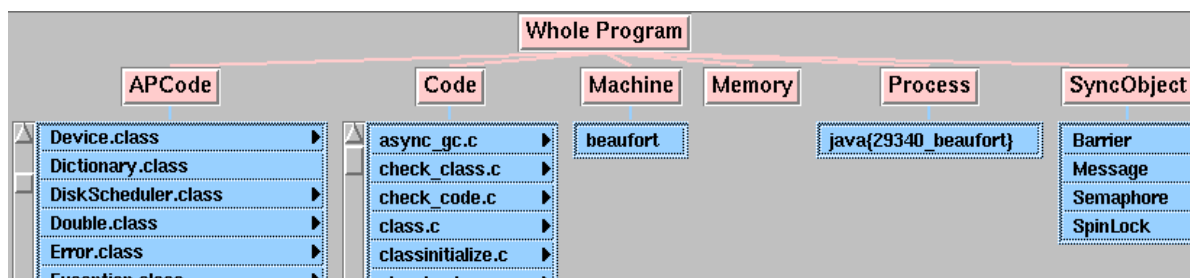 Whole Program
APCode
Code
Machine
Memory
Process
SyncObject
Device.class
Dictionary.class
DiskScheduler.class
Double.class
Error.class
async_gc.c
check_class.c
check_code.c
class.c
classinitialize.c
beaufort
java{29340_beaufort}
Barrier
Message
Semaphore
SpinLock